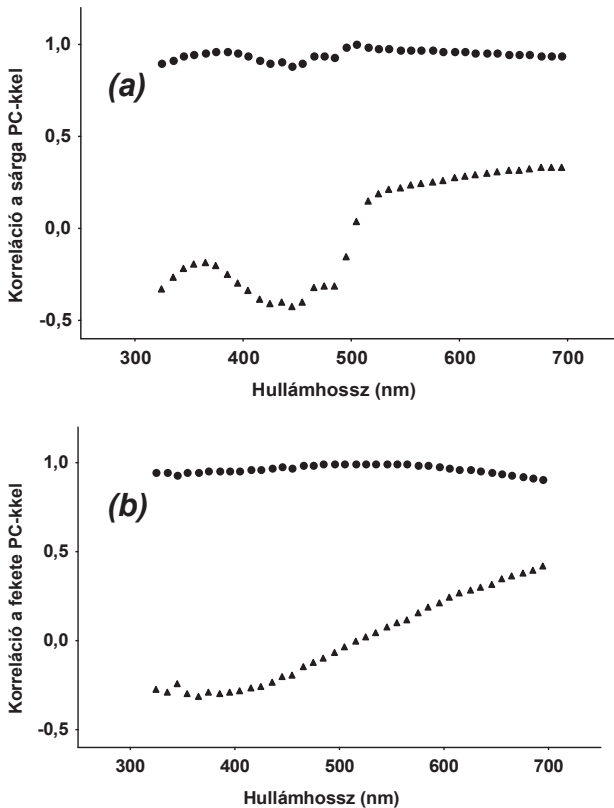 1,0
(a)
0,5
0,0
-0,5
Korreláció a sárga PC-kkel
300 400 500 600 700
Hullámhossz (nm)
1,0
(b)
0,5
0,0
-0,5
Korreláció a fekete PC-kkel
300 400 500 600 700
Hullámhossz (nm)